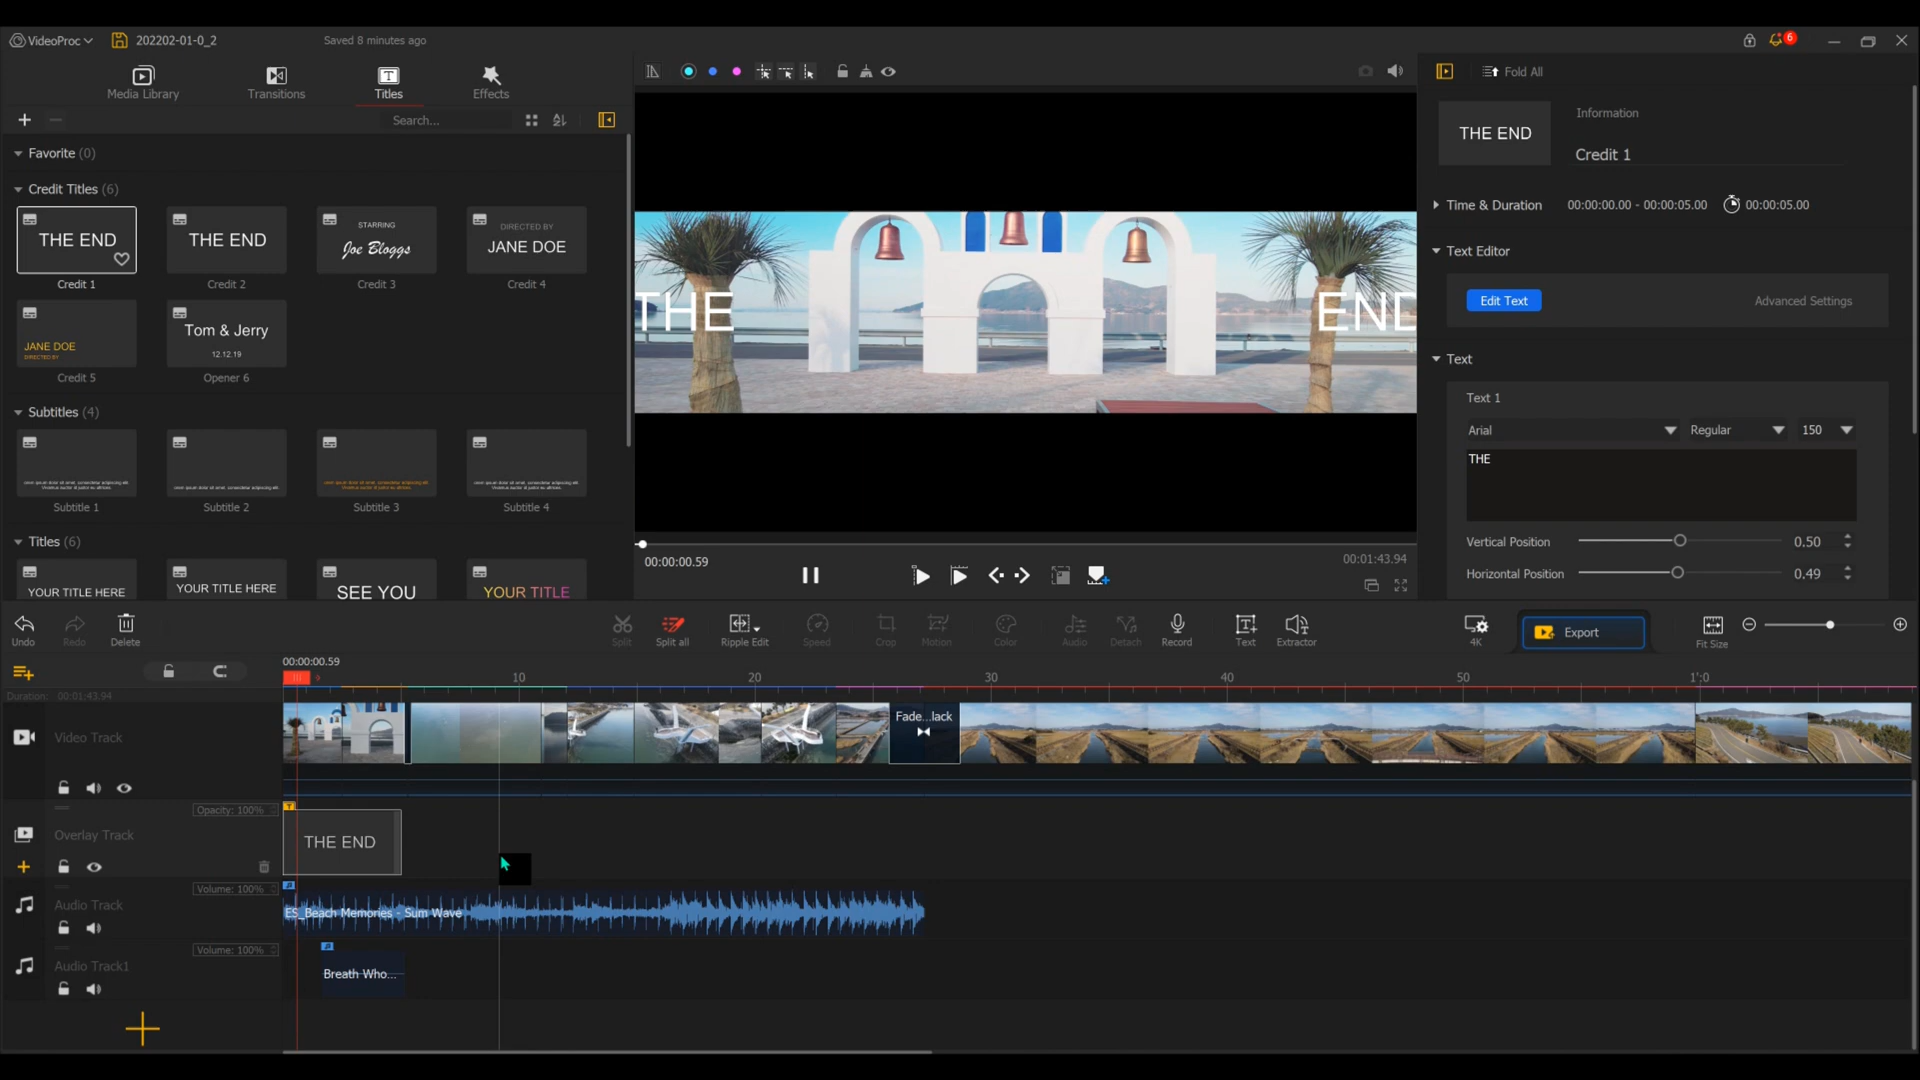 VideoProc
202202-01-0_2
Saved 8 minutes ago
6
Media Library
Transitions
Titles
Effects
Search...
Fold All
THE END
Information
Credit 1
Favorite (0)
Credit Titles (6)
THE END
Credit 1
THE END
Credit 2
STARRING
Joe Bloggs
Credit 3
DIRECTED BY
JANE DOE
Credit 4
JANE DOE
DIRECTED BY
Credit 5
Tom & Jerry
12.12.19
Opener 6
Subtitles (4)
Subtitle 1
Subtitle 2
Subtitle 3
Subtitle 4
Titles (6)
YOUR TITLE HERE
YOUR TITLE HERE
SEE YOU
YOUR TITLE
THE END
00:00:00.59
00:01:43.94
Time & Duration 00:00:00.00 - 00:00:05.00 00:00:05.00
Text Editor
Edit Text
Advanced Settings
Text
Text 1
Arial Regular 150
THE
Vertical Position 0.50
Horizontal Position 0.49
Undo
Redo
Delete
Split
Split all
Ripple Edit
Speed
Crop
Motion
Color
Audio
Detach
Record
Text
Extractor
4K
Export
Fit Size
00:00:00.59
10 20 30 40 50 1':0
Duration: 00:01:43.94
Video Track
Fade...lack
Opacity: 100%
Overlay Track
THE END
Volume: 100%
Audio Track
ES_Beach Memories - Sum Wave
Volume: 100%
Audio Track1
Breath Who...